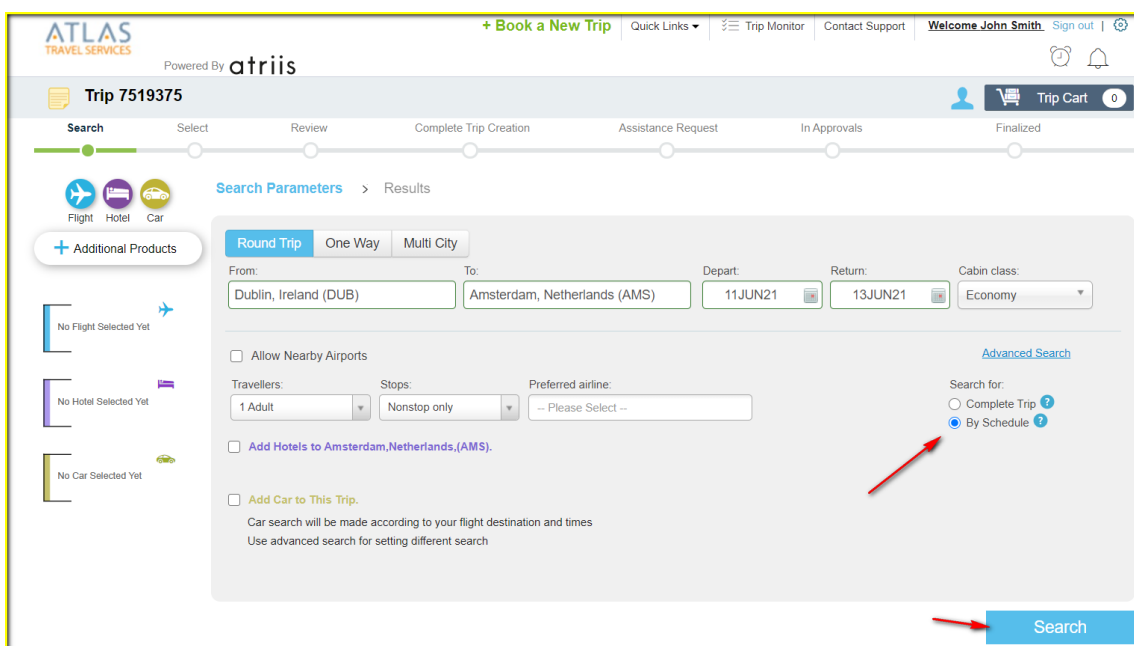 ATLAS
TRAVEL SERVICES
Powered By atriis
+ Book a New Trip Quick Links Trip Monitor Contact Support Welcome John Smith Sign out |
Trip 7519375 Trip Cart 0
Search Select Review Complete Trip Creation Assistance Request In Approvals Finalized
Flight Hotel Car
+ Additional Products
No Flight Selected Yet
No Hotel Selected Yet
No Car Selected Yet
Search Parameters > Results
Round Trip One Way Multi City
From: To: Depart: Return: Cabin class:
Dublin, Ireland (DUB) Amsterdam, Netherlands (AMS) 11JUN21 13JUN21 Economy
Allow Nearby Airports Advanced Search
Travellers: Stops: Preferred airline: Search for:
1 Adult Nonstop only -- Please Select -- Complete Trip ?
By Schedule ?
Add Hotels to Amsterdam,Netherlands,(AMS).
Add Car to This Trip.
Car search will be made according to your flight destination and times
Use advanced search for setting different search
Search